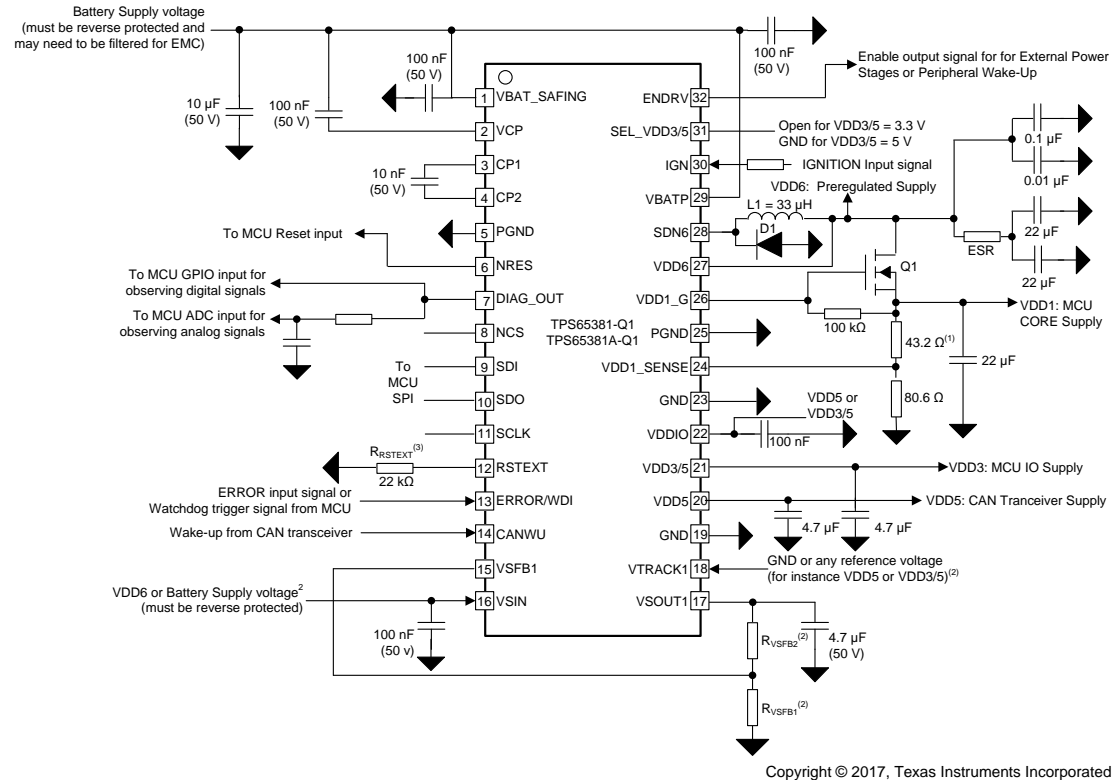 Battery Supply voltage
(must be reverse protected and
may need to be filtered for EMC)
10 µF
(50 V)
100 nF
(50 V)
100 nF
(50 V)
100 nF
(50 V)
10 nF
(50 V)
To MCU Reset input
To MCU GPIO input for
observing digital signals
To MCU ADC input for
observing analog signals
To
MCU
SPI
R_RSTEXT(3)
22 kΩ
ERROR input signal or
Watchdog trigger signal from MCU
Wake-up from CAN transceiver
VDD6 or Battery Supply voltage2
(must be reverse protected)
100 nF
(50 v)
1 VBAT_SAFING
2 VCP
3 CP1
4 CP2
5 PGND
6 NRES
7 DIAG_OUT
8 NCS
9 SDI
10 SDO
11 SCLK
12 RSTEXT
13 ERROR/WDI
14 CANWU
15 VSFB1
16 VSIN
TPS65381-Q1
TPS65381A-Q1
ENDRV 32
SEL_VDD3/5 31
IGN 30
VBATP 29
SDN6 28
VDD6 27
VDD1_G 26
PGND 25
VDD1_SENSE 24
GND 23
VDDIO 22
VDD3/5 21
VDD5 20
GND 19
VTRACK1 18
VSOUT1 17
Enable output signal for for External Power
Stages or Peripheral Wake-Up
Open for VDD3/5 = 3.3 V
GND for VDD3/5 = 5 V
IGNITION Input signal
VDD6: Preregulated Supply
L1 = 33 µH
D1
0.1 µF
0.01 µF
22 µF
22 µF
ESR
Q1
100 kΩ
VDD1: MCU
CORE Supply
43.2 Ω(1)
22 µF
80.6 Ω
VDD5 or
VDD3/5
100 nF
VDD3: MCU IO Supply
VDD5: CAN Tranceiver Supply
4.7 µF
4.7 µF
GND or any reference voltage
(for instance VDD5 or VDD3/5)(2)
R_VSFB2(2)
4.7 µF
(50 V)
R_VSFB1(2)
Copyright © 2017, Texas Instruments Incorporated